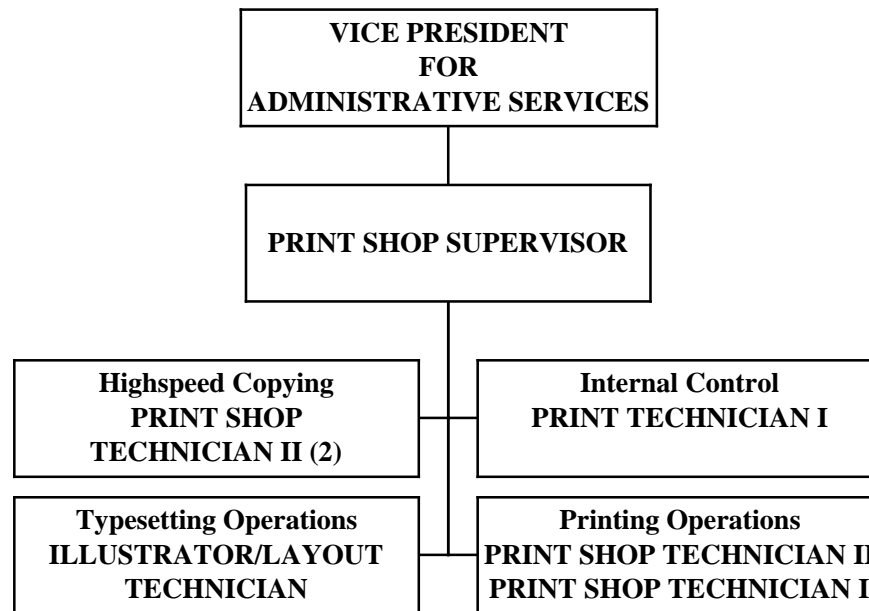 VICE PRESIDENT
FOR
ADMINISTRATIVE SERVICES
PRINT SHOP SUPERVISOR
Highspeed Copying
PRINT SHOP
TECHNICIAN II (2)
Internal Control
PRINT TECHNICIAN I
Typesetting Operations
ILLUSTRATOR/LAYOUT
TECHNICIAN
Printing Operations
PRINT SHOP TECHNICIAN II
PRINT SHOP TECHNICIAN I